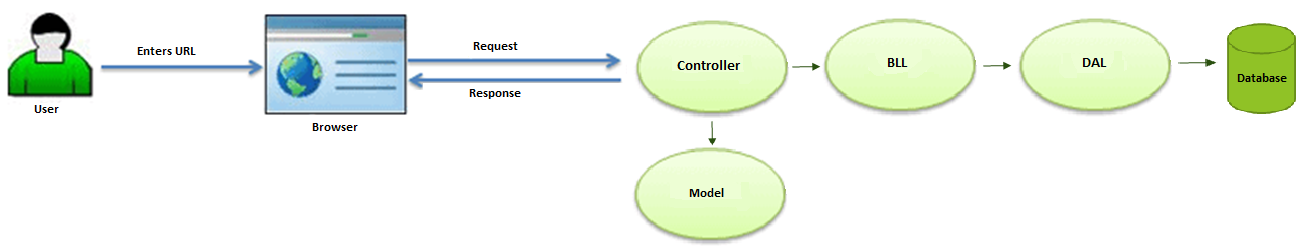 Enters URL
User
Browser
Request
Response
Controller
BLL
DAL
Database
Model